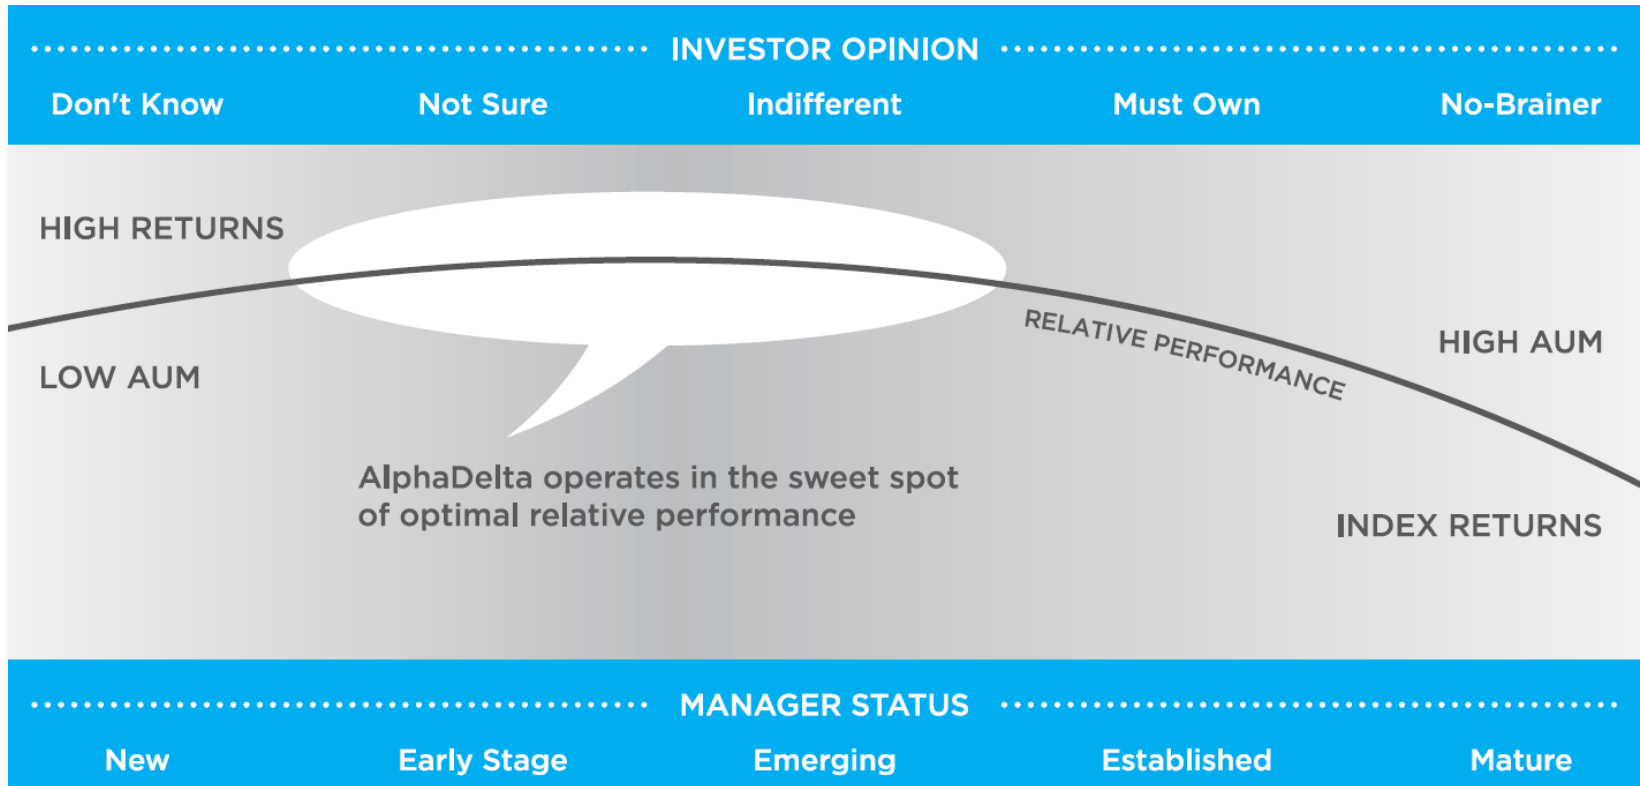 INVESTOR OPINION
Don't Know Not Sure Indifferent Must Own No-Brainer
HIGH RETURNS
RELATIVE PERFORMANCE
HIGH AUM
LOW AUM
AlphaDelta operates in the sweet spot
of optimal relative performance
INDEX RETURNS
MANAGER STATUS
New Early Stage Emerging Established Mature